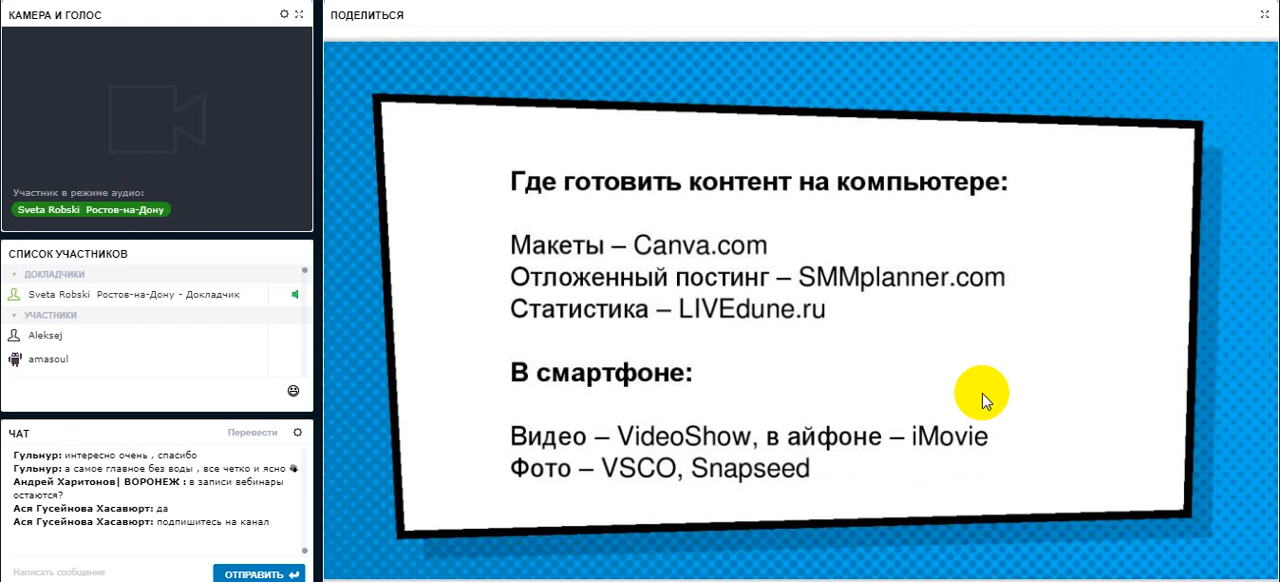 КАМЕРА И ГОЛОС
Участник в режиме аудио:
Sveta Robski Ростов-на-Дону
СПИСОК УЧАСТНИКОВ
ДОКЛАДЧИКИ
Sveta Robski Ростов-на-Дону - Докладчик
УЧАСТНИКИ
Aleksej
amasoul
ЧАТ
Перевести
Гульнур: интересно очень , спасибо
Гульнур: а самое главное без воды , все четко и ясно
Андрей Харитонов| ВОРОНЕЖ : в записи вебинары
остаются?
Ася Гусейнова Хасавюрт: да
Ася Гусейнова Хасавюрт: подпишитесь на канал
Написать сообщение
ОТПРАВИТЬ
ПОДЕЛИТЬСЯ
Где готовить контент на компьютере:
Макеты – Canva.com
Отложенный постинг – SMMplanner.com
Статистика – LIVEdune.ru
В смартфоне:
Видео – VideoShow, в айфоне – iMovie
Фото – VSCO, Snapseed